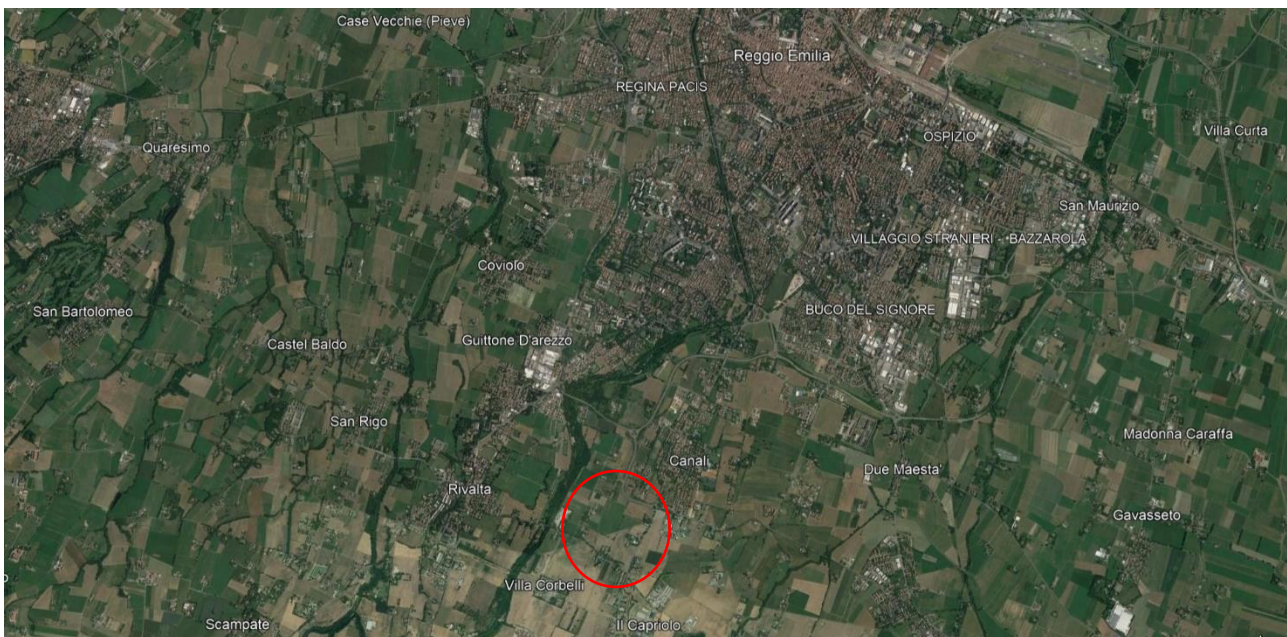 Case Vecchie (Pieve)
Reggio Emilia
REGINA PACIS
OSPIZIO
Villa Curta
Quaresimo
San Maurizio
VILLAGGIO STRANIERI - BAZZAROLA
Coviolo
San Bartolomeo
BUCO DEL SIGNORE
Guittone D'arezzo
Castel Baldo
San Rigo
Madonna Caraffa
Canali
Due Maesta'
Rivalta
Gavasseto
Villa Corbelli
Scampate
Il Capriolo